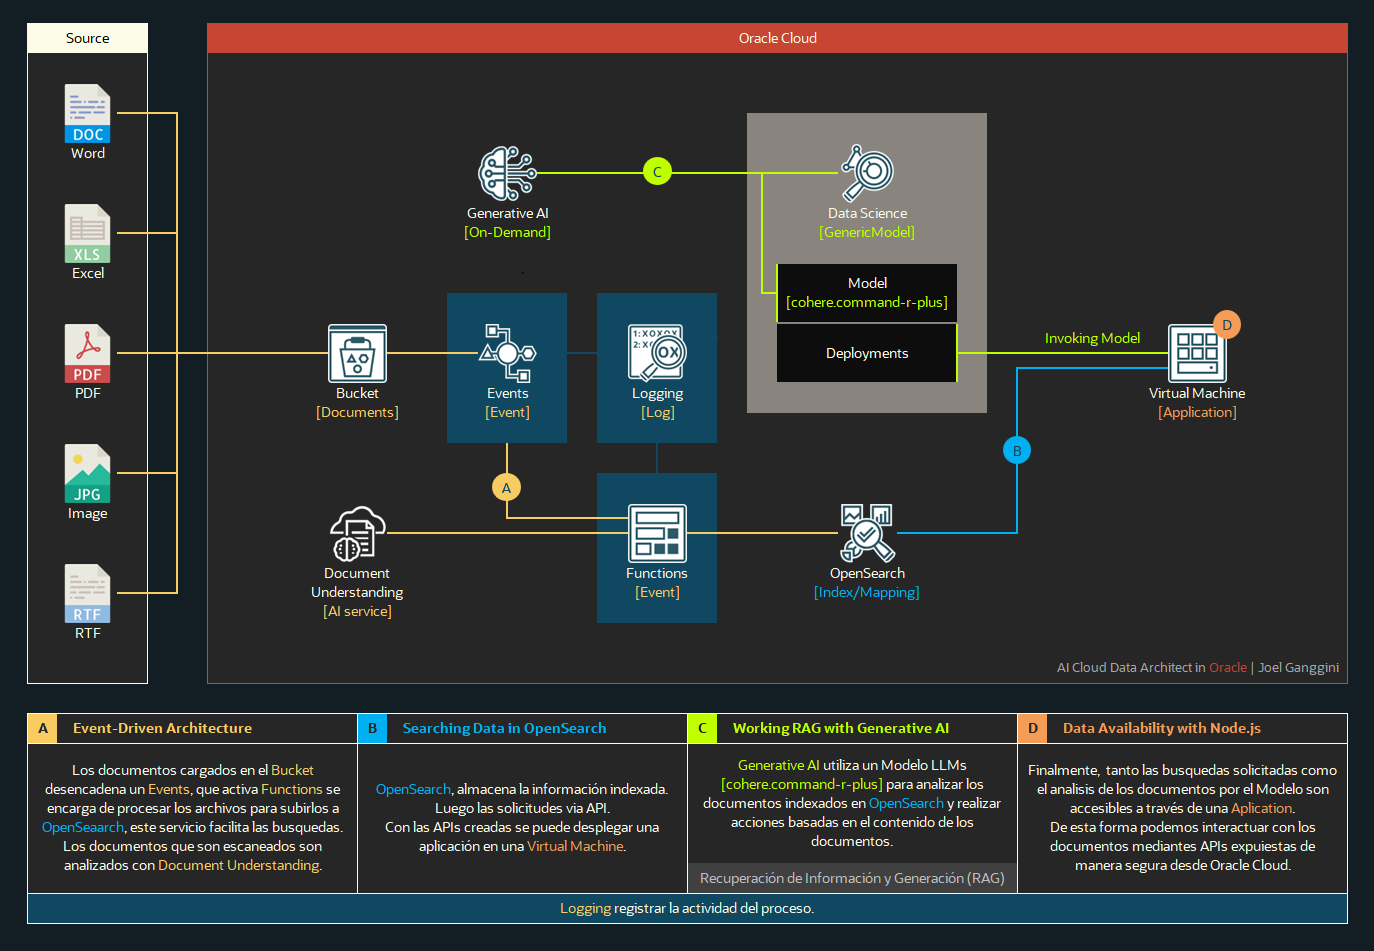 Source
Oracle Cloud
DOC
Word
XLS
Excel
PDF
PDF
JPG
Image
RTF
RTF
Generative AI
[On-Demand]
C
Data Science
[GenericModel]
Model
[cohere.command-r-plus]
Deployments
Invoking Model
D
Virtual Machine
[Application]
Bucket
[Documents]
Events
[Event]
1: XOXOX
2: XX
OX
Logging
[Log]
B
A
Document
Understanding
[AI service]
Functions
[Event]
OpenSearch
[Index/Mapping]
AI Cloud Data Architect in Oracle | Joel Ganggini
A Event-Driven Architecture
Los documentos cargados en el Bucket
desencadena un Events, que activa Functions se
encarga de procesar los archivos para subirlos a
OpenSeaarch, este servicio facilita las busquedas.
Los documentos que son escaneados son
analizados con Document Understanding.
B Searching Data in OpenSearch
OpenSearch, almacena la información indexada.
Luego las solicitudes via API.
Con las APIs creadas se puede desplegar una
aplicación en una Virtual Machine.
C Working RAG with Generative AI
Generative AI utiliza un Modelo LLMs
[cohere.command-r-plus] para analizar los
documentos indexados en OpenSearch y realizar
acciones basadas en el contenido de los
documentos.
Recuperación de Información y Generación (RAG)
D Data Availability with Node.js
Finalmente, tanto las busquedas solicitadas como
el analisis de los documentos por el Modelo son
accesibles a través de una Aplication.
De esta forma podemos interactuar con los
documentos mediantes APIs expuiestas de
manera segura desde Oracle Cloud.
Logging registrar la actividad del proceso.